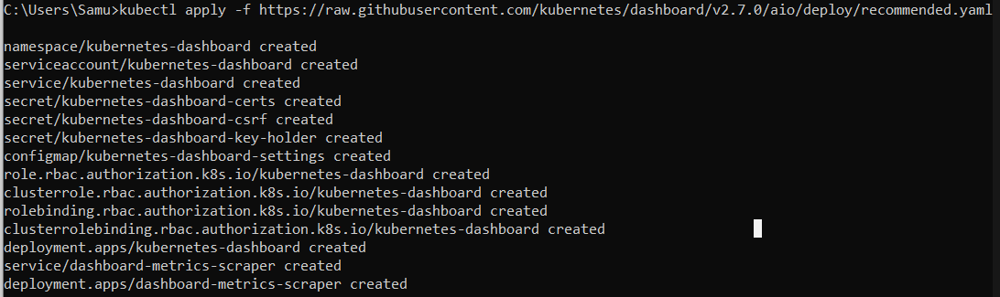 C:\Users\Samu>kubectl apply -f https://raw.githubusercontent.com/kubernetes/dashboard/v2.7.0/aio/deploy/recommended.yaml
namespace/kubernetes-dashboard created
serviceaccount/kubernetes-dashboard created
service/kubernetes-dashboard created
secret/kubernetes-dashboard-certs created
secret/kubernetes-dashboard-csrf created
secret/kubernetes-dashboard-key-holder created
configmap/kubernetes-dashboard-settings created
role.rbac.authorization.k8s.io/kubernetes-dashboard created
clusterrole.rbac.authorization.k8s.io/kubernetes-dashboard created
rolebinding.rbac.authorization.k8s.io/kubernetes-dashboard created
clusterrolebinding.rbac.authorization.k8s.io/kubernetes-dashboard created
deployment.apps/kubernetes-dashboard created
service/dashboard-metrics-scraper created
deployment.apps/dashboard-metrics-scraper created